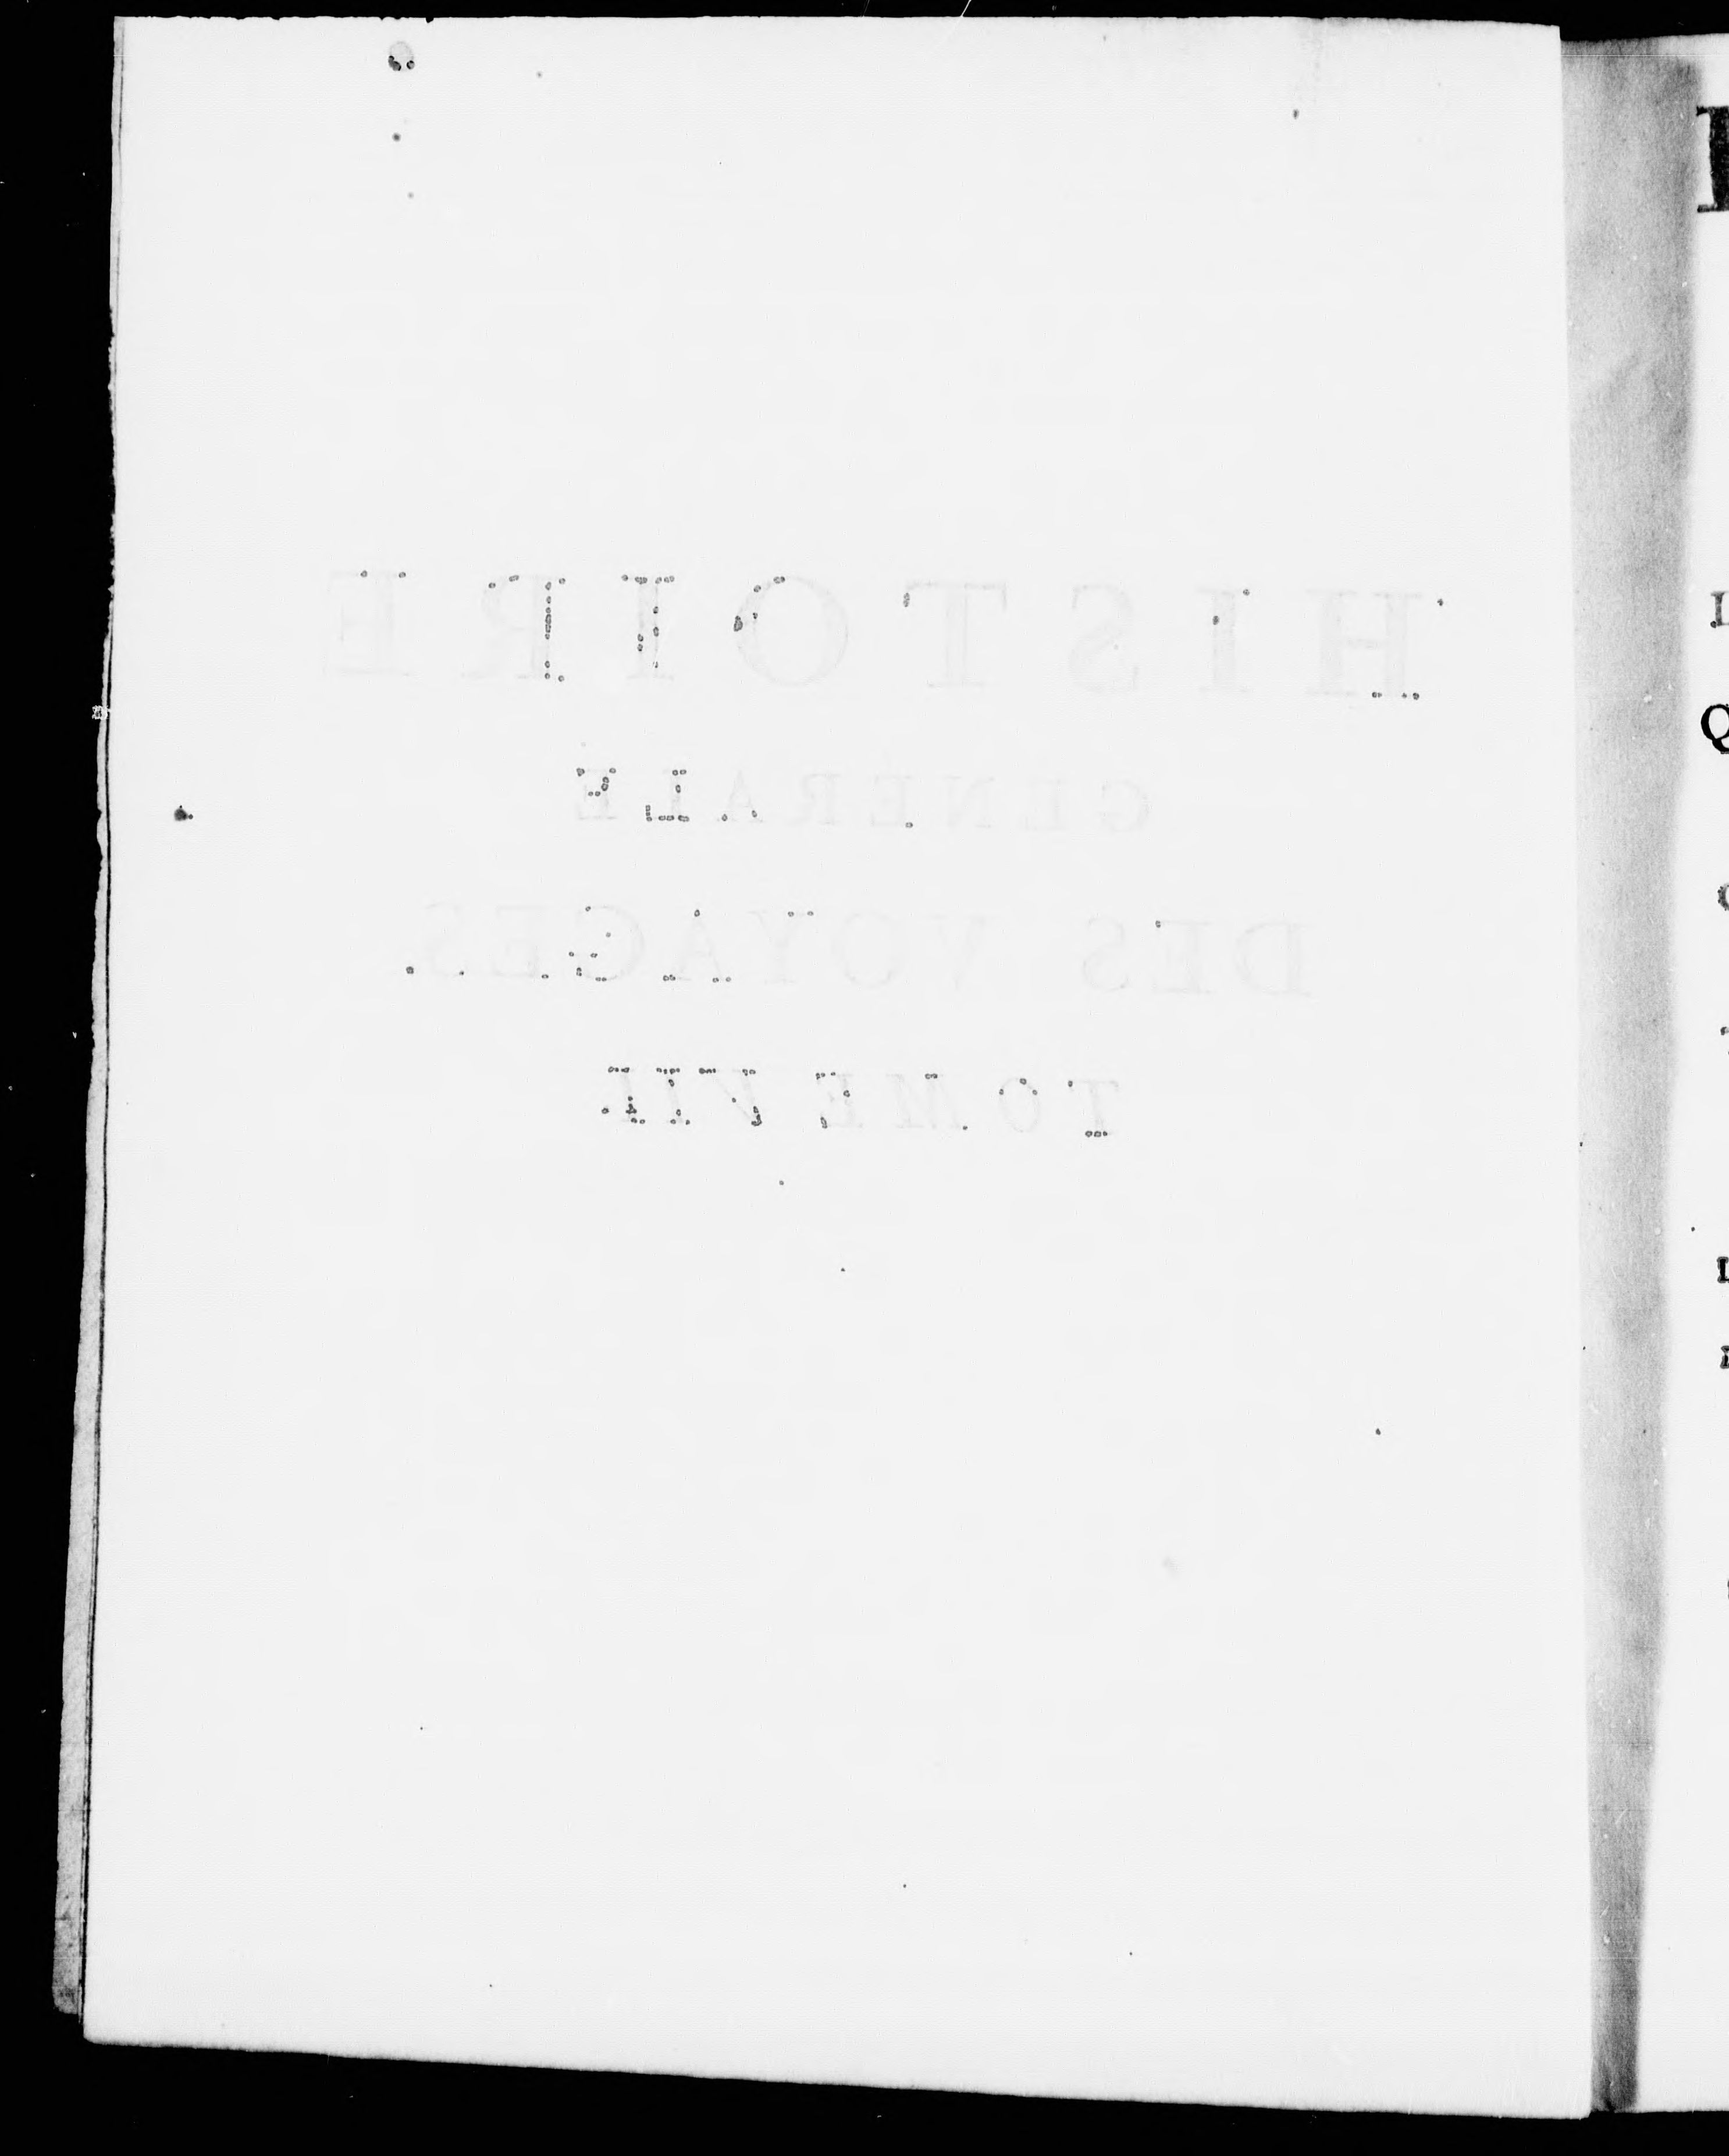 HISTOIRE
GENERALE
DES VOYAGES.
TOME VII.